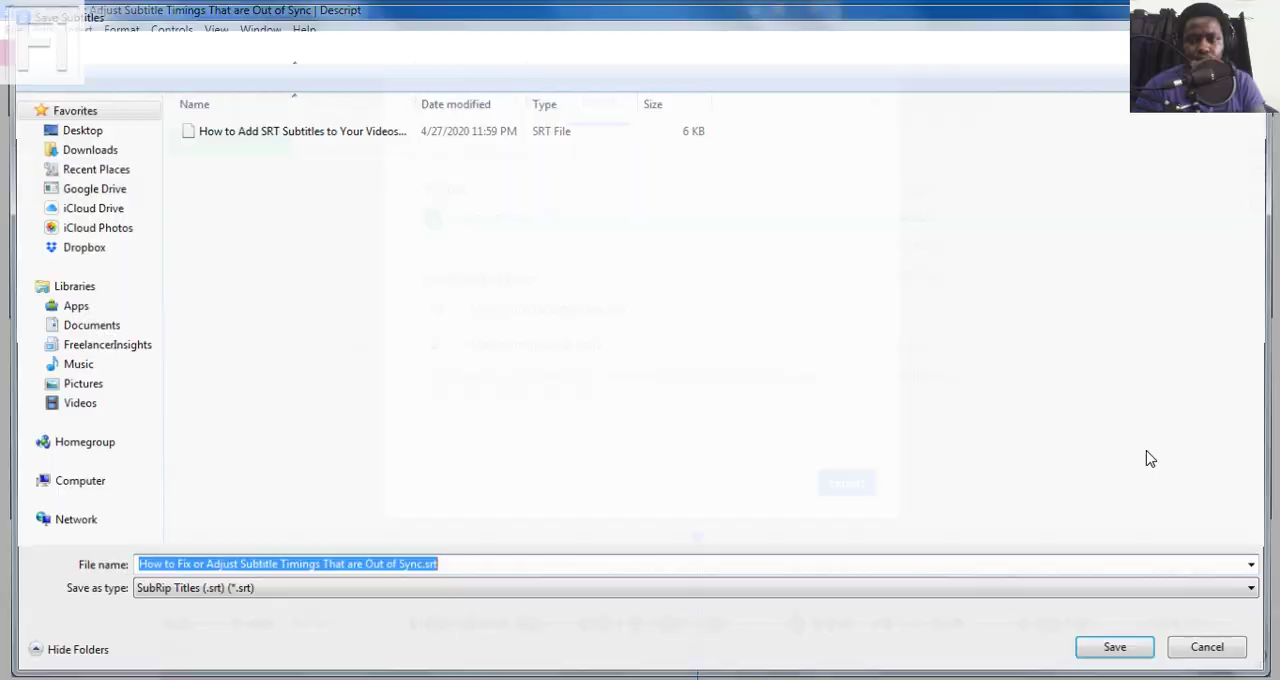 Adjust Subtitle Timings That are Out of Sync | Descript
Save Subtitles
Format Controls View Window Help
FI
Name Date modified Type Size
How to Add SRT Subtitles to Your Videos... 4/27/2020 11:59 PM SRT File 6 KB
Favorites
Desktop
Downloads
Recent Places
Google Drive
iCloud Drive
iCloud Photos
Dropbox
Libraries
Apps
Documents
FreelancerInsights
Music
Pictures
Videos
Homegroup
Computer
Network
File name: How to Fix or Adjust Subtitle Timings That are Out of Sync.srt
Save as type: SubRip Titles (.srt) (*.srt)
Hide Folders
Save Cancel